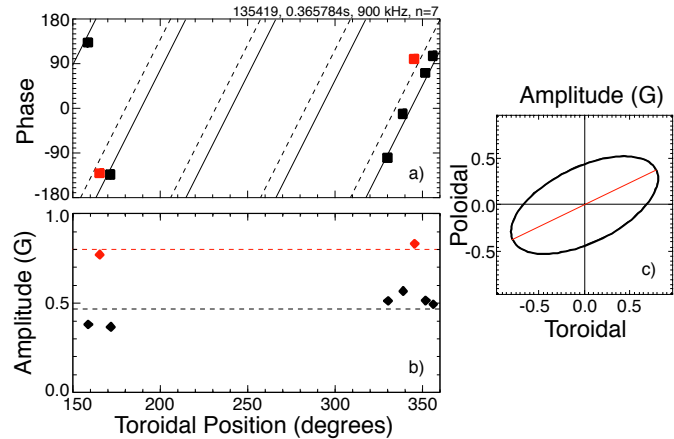 135419, 0.365784s, 900 kHz, n=7
180
90
0
-90
-180
Phase
a)
1.0
0.5
0.0
Amplitude (G)
b)
150 200 250 300 350
Toroidal Position (degrees)
Amplitude (G)
0.5
0.0
-0.5
Poloidal
c)
-0.5 0.0 0.5
Toroidal